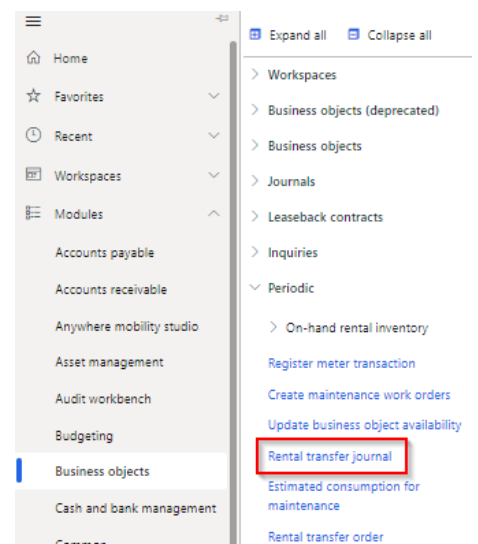 Home
Favorites
Recent
Workspaces
Modules
Accounts payable
Accounts receivable
Anywhere mobility studio
Asset management
Audit workbench
Budgeting
Business objects
Cash and bank management
Common
Expand all Collapse all
Workspaces
Business objects (deprecated)
Business objects
Journals
Leaseback contracts
Inquiries
Periodic
On-hand rental inventory
Register meter transaction
Create maintenance work orders
Update business object availability
Rental transfer journal
Estimated consumption for
maintenance
Rental transfer order